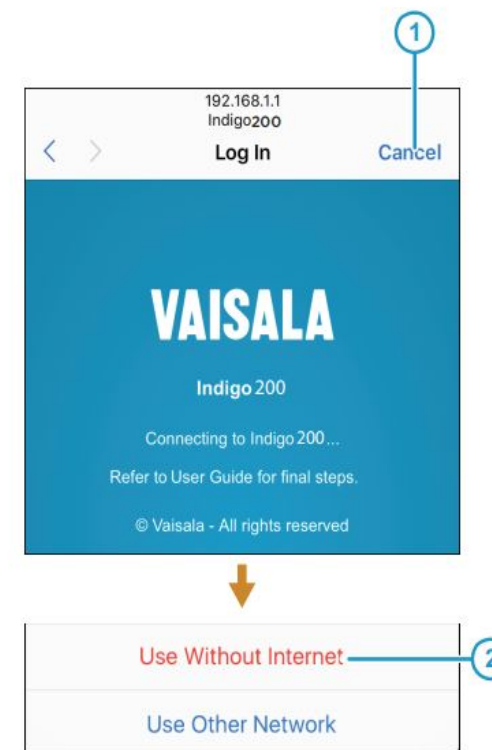 1
192.168.1.1
Indigo200
< > Log In Cancel
VAISALA
Indigo 200
Connecting to Indigo 200...
Refer to User Guide for final steps.
© Vaisala - All rights reserved
Use Without Internet 2
Use Other Network